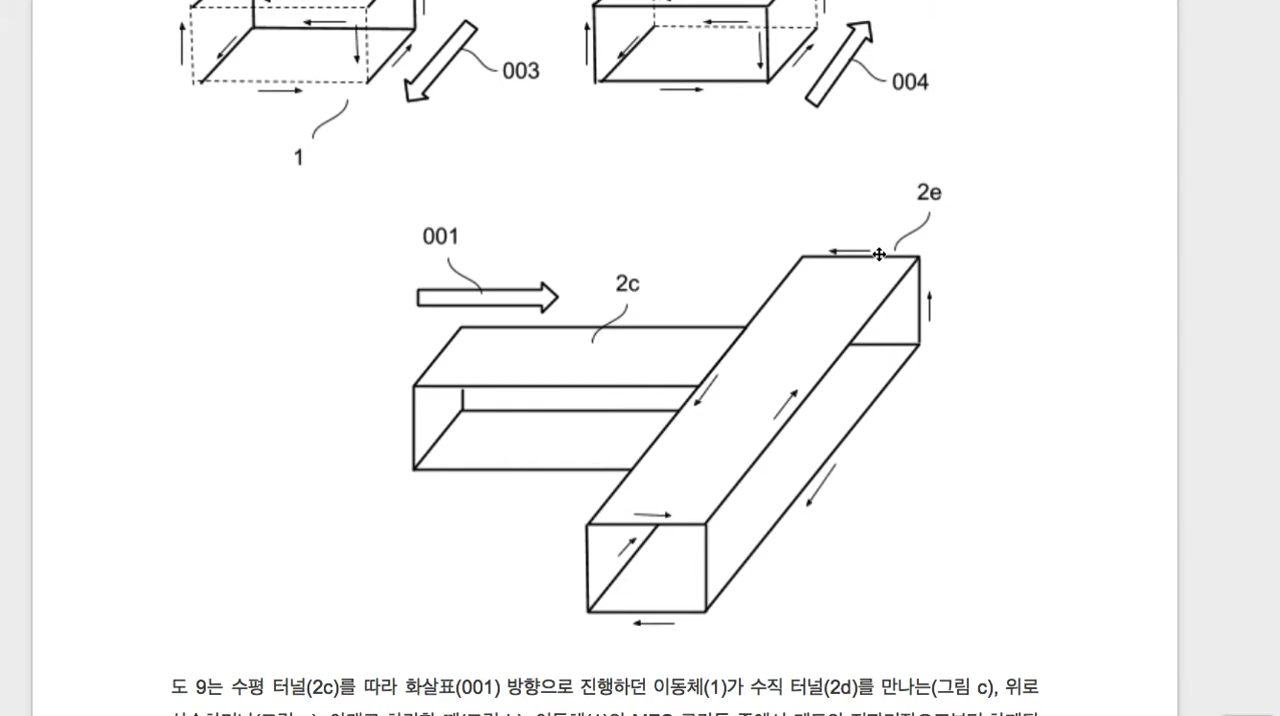 003
004
1
2e
001
2c
도 9는 수평 터널(2c)를 따라 화살표(001) 방향으로 진행하던 이동체(1)가 수직 터널(2d)를 만나는(그림 c), 위로